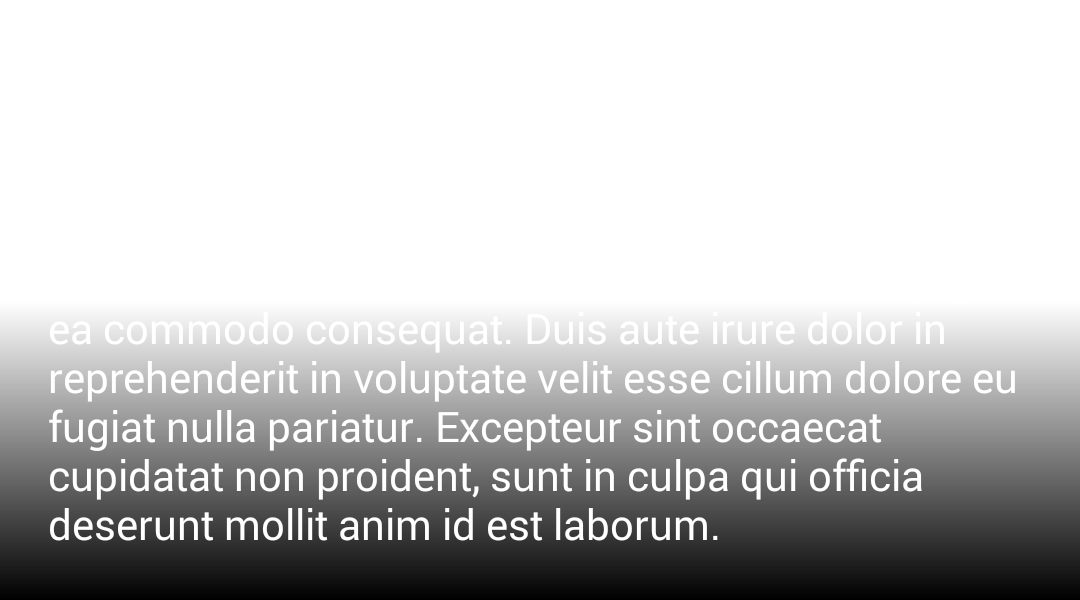 ea commodo consequat. Duis aute irure dolor in
reprehenderit in voluptate velit esse cillum dolore eu
fugiat nulla pariatur. Excepteur sint occaecat
cupidatat non proident, sunt in culpa qui officia
deserunt mollit anim id est laborum.